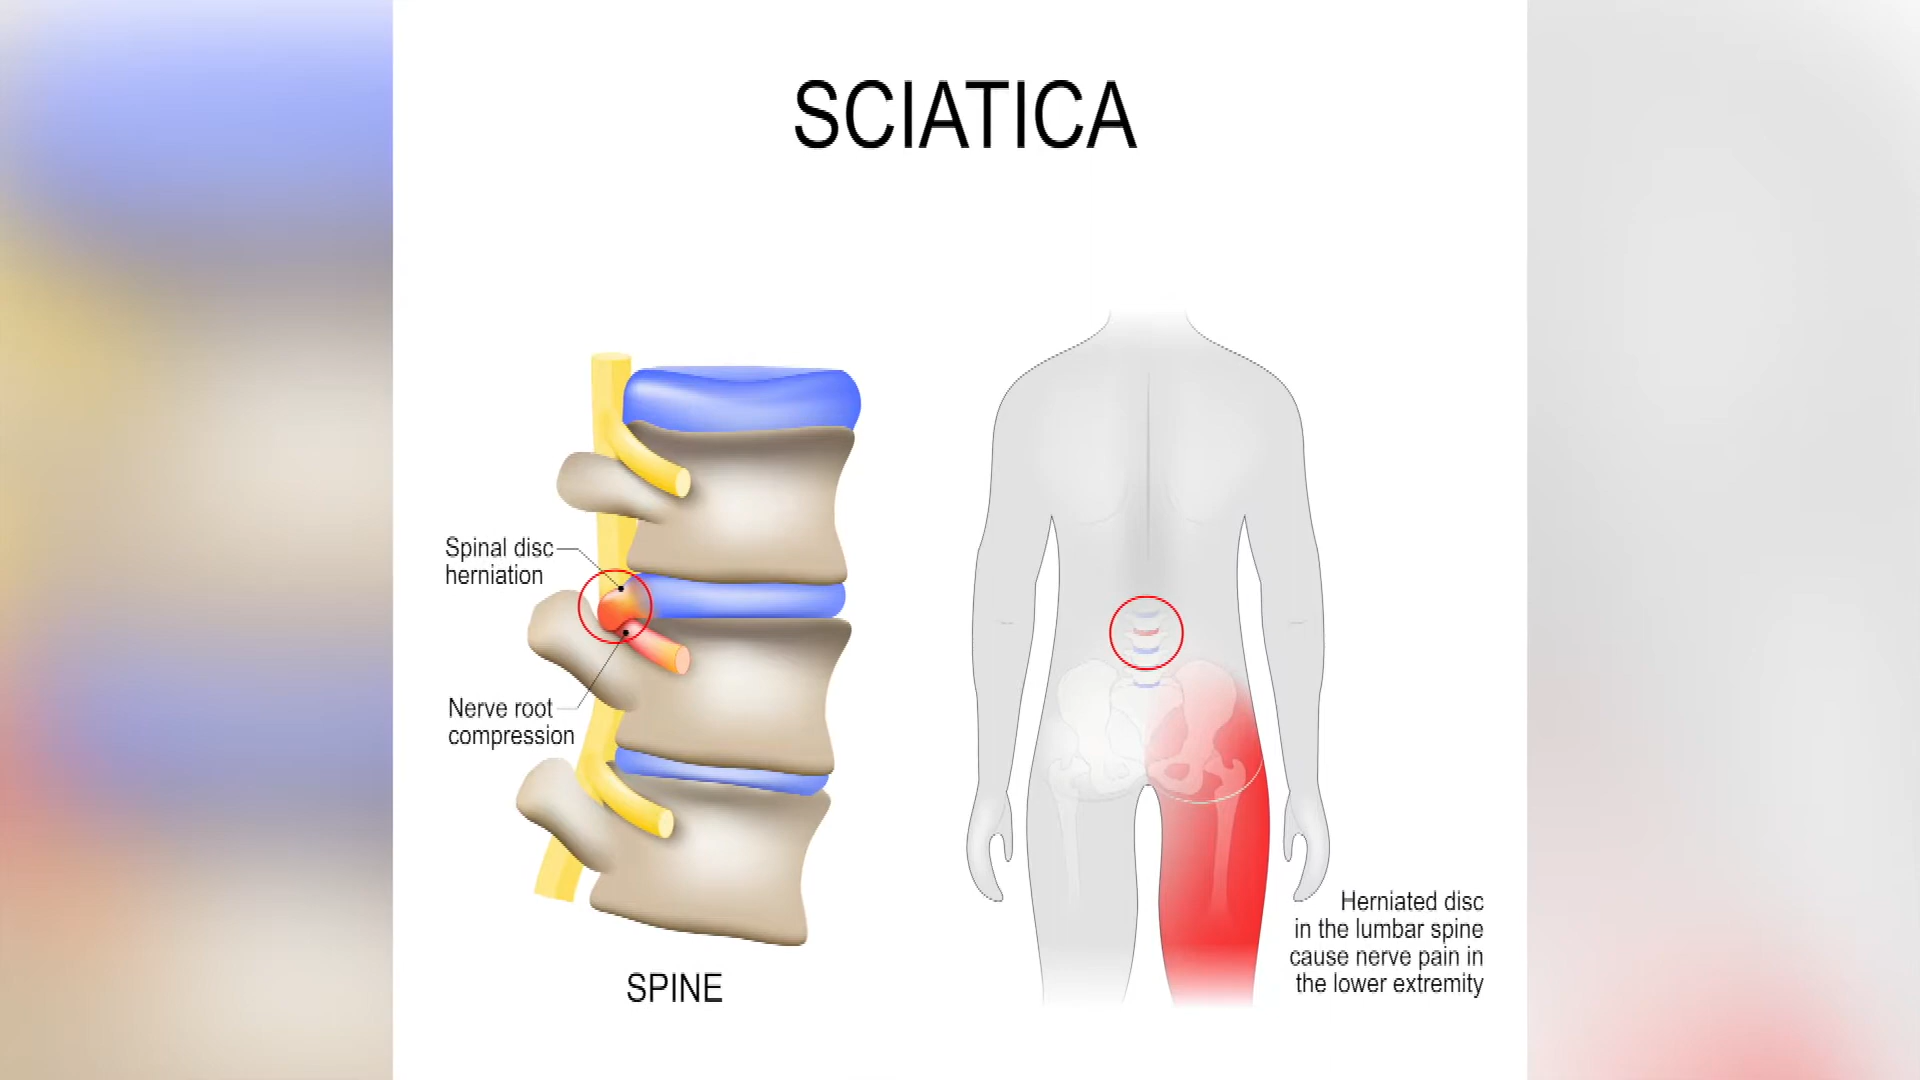 SCIATICA
Spinal disc
herniation
Nerve root
compression
SPINE
Herniated disc
in the lumbar spine
cause nerve pain in
the lower extremity